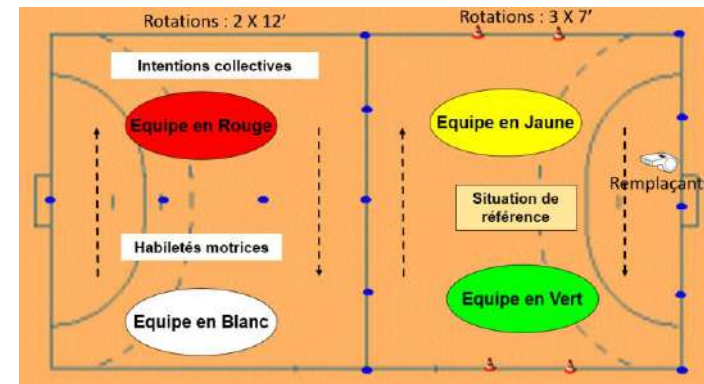 Rotations : 2 X 12’
Rotations : 3 X 7’
Intentions collectives
Equipe en Rouge
Equipe en Jaune
Remplaçant
Situation de
référence
Habiletés motrices
Equipe en Vert
Equipe en Blanc